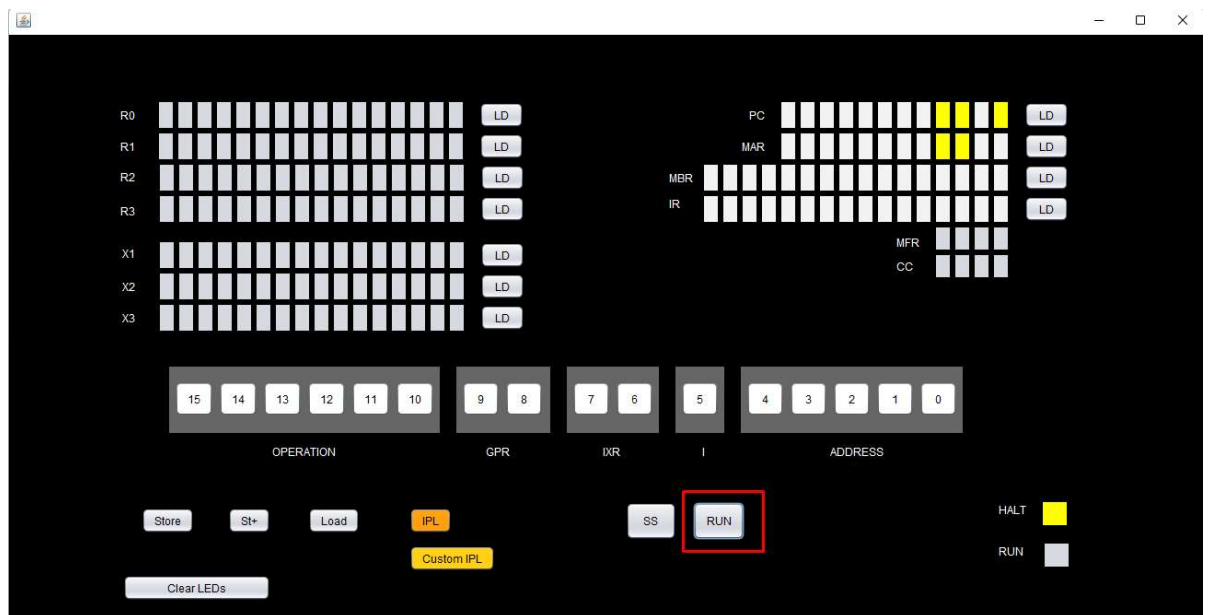 R0 LD PC LD
R1 LD MAR LD
R2 LD MBR LD
R3 LD IR LD
MFR
X1 LD CC
X2 LD
X3 LD
15 14 13 12 11 10 9 8 7 6 5 4 3 2 1 0
OPERATION GPR IXR I ADDRESS
Store St+ Load IPL SS RUN HALT
Custom IPL RUN
Clear LEDs